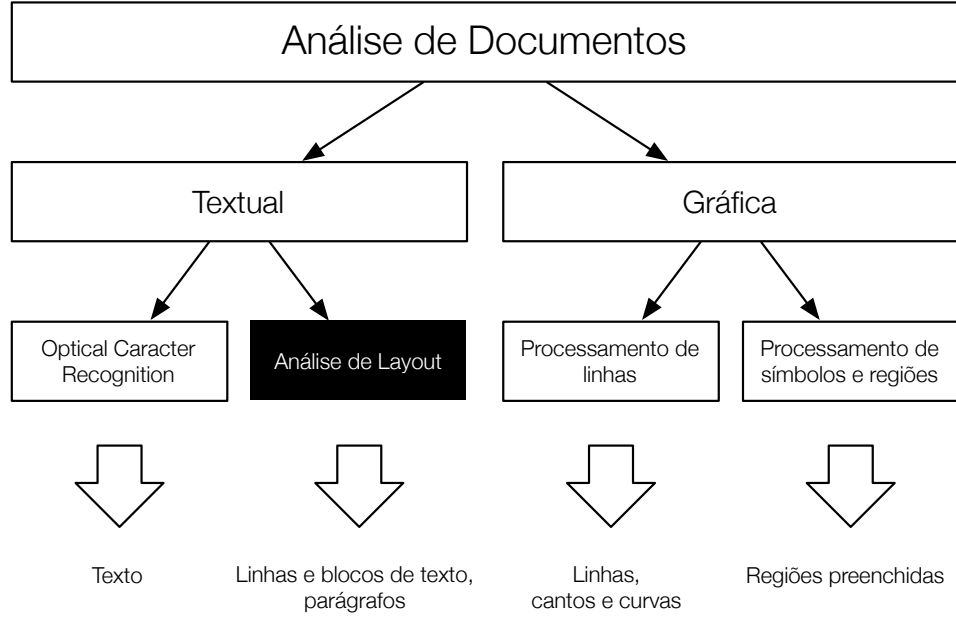 Análise de Documentos
Textual
Gráfica
Optical Caracter
Recognition
Análise de Layout
Processamento de
linhas
Processamento de
símbolos e regiões
Texto
Linhas e blocos de texto,
parágrafos
Linhas,
cantos e curvas
Regiões preenchidas